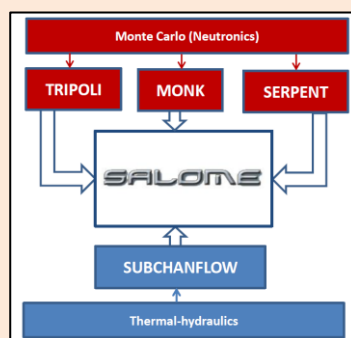 Monte Carlo (Neutronics)
TRIPOLI MONK SERPENT
SALOME
SUBCHANFLOW
Thermal-hydraulics